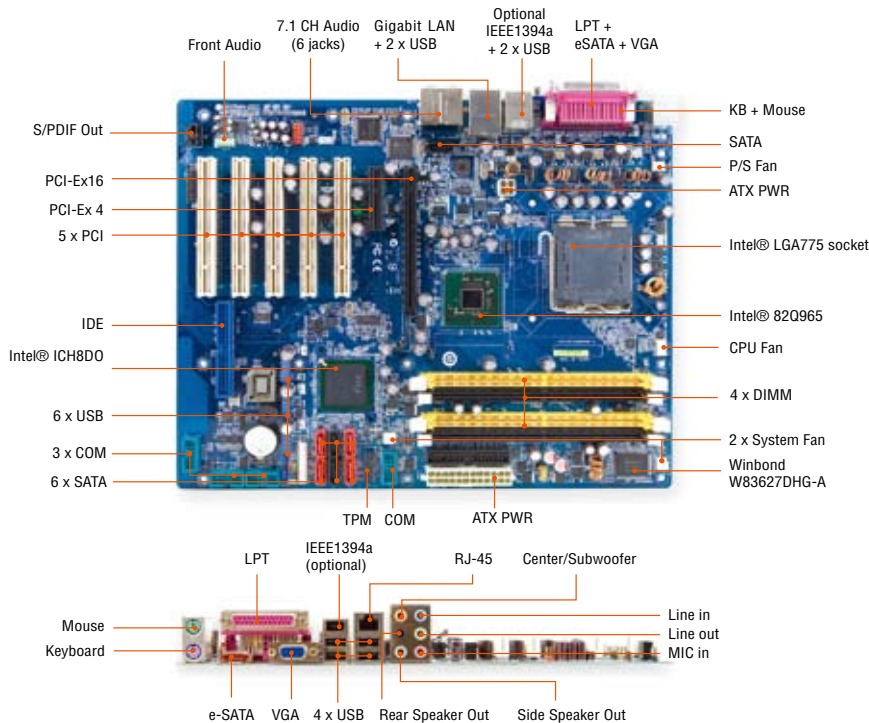 7.1 CH Audio
(6 jacks)
Gigabit LAN
+ 2 x USB
Optional
IEEE1394a
+ 2 x USB
LPT +
eSATA + VGA
Front Audio
KB + Mouse
S/PDIF Out
SATA
P/S Fan
PCI-Ex16
ATX PWR
PCI-Ex 4
5 x PCI
Intel® LGA775 socket
IDE
Intel® 82Q965
Intel® ICH8DO
CPU Fan
6 x USB
4 x DIMM
3 x COM
2 x System Fan
6 x SATA
Winbond
W83627DHG-A
TPM
COM
ATX PWR
LPT
IEEE1394a
(optional)
RJ-45
Center/Subwoofer
Mouse
Line in
Line out
Keyboard
MIC in
e-SATA
VGA
4 x USB
Rear Speaker Out
Side Speaker Out